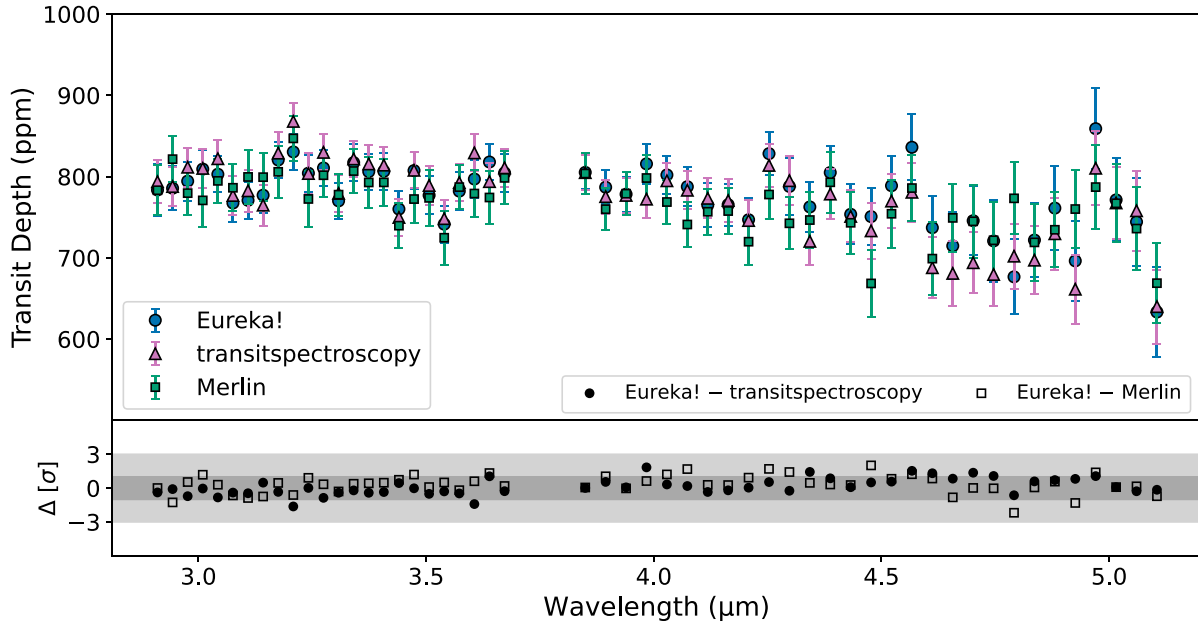 1000
900
800
700
600
Transit Depth (ppm)
Eureka!
transitspectroscopy
Merlin
Eureka! − transitspectroscopy
Eureka! − Merlin
3
0
−3
Δ [σ]
3.0
3.5
4.0
4.5
5.0
Wavelength (μm)